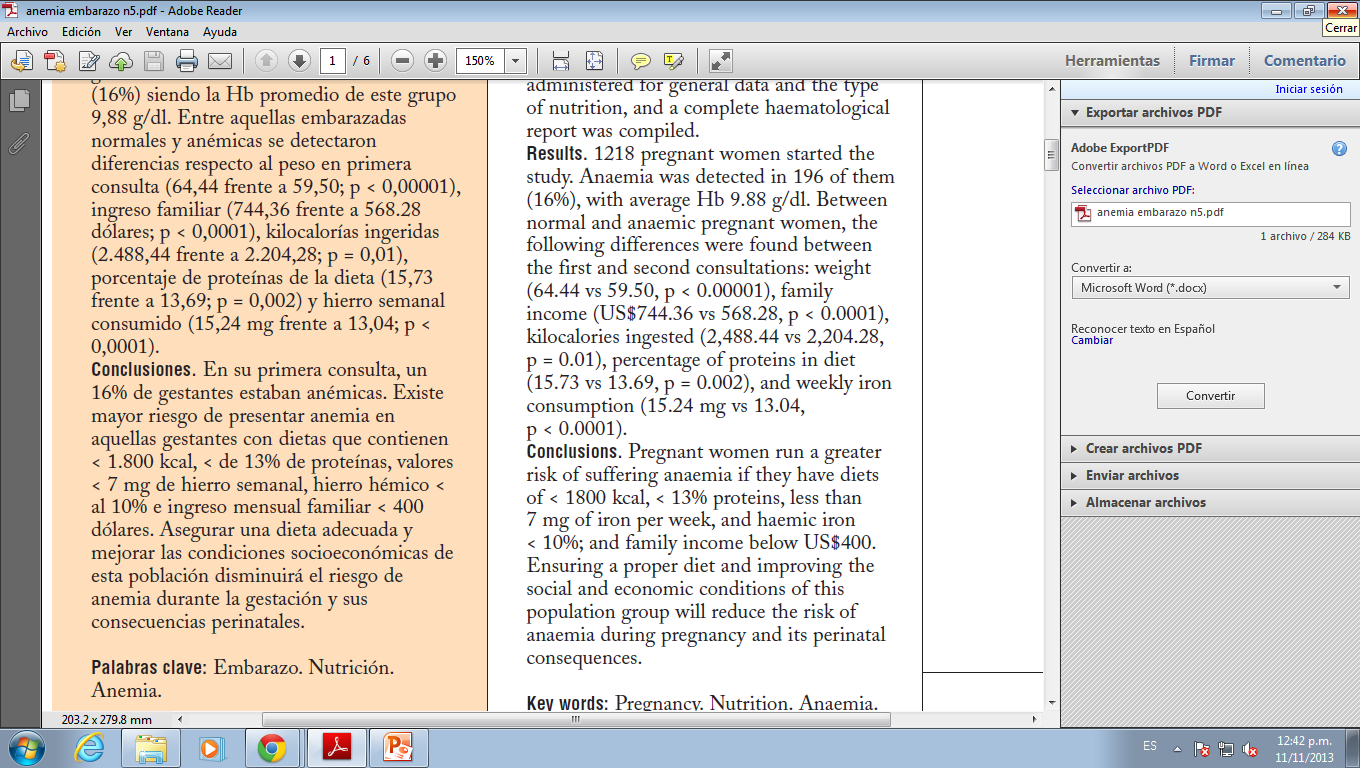 anemia embarazo n5.pdf - Adobe Reader
Cerrar
Archivo Edición Ver Ventana Ayuda
1 / 6 150%
Herramientas Firmar Comentario
(16%) siendo la Hb promedio de este grupo
9,88 g/dl. Entre aquellas embarazadas
normales y anémicas se detectaron
diferencias respecto al peso en primera
consulta (64,44 frente a 59,50; p < 0,00001),
ingreso familiar (744,36 frente a 568.28
dólares; p < 0,0001), kilocalorías ingeridas
(2.488,44 frente a 2.204,28; p = 0,01),
porcentaje de proteínas de la dieta (15,73
frente a 13,69; p = 0,002) y hierro semanal
consumido (15,24 mg frente a 13,04; p <
0,0001).
Conclusiones. En su primera consulta, un
16% de gestantes estaban anémicas. Existe
mayor riesgo de presentar anemia en
aquellas gestantes con dietas que contienen
< 1.800 kcal, < de 13% de proteínas, valores
< 7 mg de hierro semanal, hierro hémico <
al 10% e ingreso mensual familiar < 400
dólares. Asegurar una dieta adecuada y
mejorar las condiciones socioeconómicas de
esta población disminuirá el riesgo de
anemia durante la gestación y sus
consecuencias perinatales.
Palabras clave: Embarazo. Nutrición.
Anemia.
administered for general data and the type
of nutrition, and a complete haematological
report was compiled.
Results. 1218 pregnant women started the
study. Anaemia was detected in 196 of them
(16%), with average Hb 9.88 g/dl. Between
normal and anaemic pregnant women, the
following differences were found between
the first and second consultations: weight
(64.44 vs 59.50, p < 0.00001), family
income (US$744.36 vs 568.28, p < 0.0001),
kilocalories ingested (2,488.44 vs 2,204.28,
p = 0.01), percentage of proteins in diet
(15.73 vs 13.69, p = 0.002), and weekly iron
consumption (15.24 mg vs 13.04,
p < 0.0001).
Conclusions. Pregnant women run a greater
risk of suffering anaemia if they have diets
of < 1800 kcal, < 13% proteins, less than
7 mg of iron per week, and haemic iron
< 10%; and family income below US$400.
Ensuring a proper diet and improving the
social and economic conditions of this
population group will reduce the risk of
anaemia during pregnancy and its perinatal
consequences.
Key words: Pregnancy. Nutrition. Anaemia.
Iniciar sesión
Exportar archivos PDF
Adobe ExportPDF
Convertir archivos PDF a Word o Excel en línea
Seleccionar archivo PDF:
anemia embarazo n5.pdf
1 archivo / 284 KB
Convertir a:
Microsoft Word (*.docx)
Reconocer texto en Español
Cambiar
Convertir
Crear archivos PDF
Enviar archivos
Almacenar archivos
203.2 x 279.8 mm
ES
12:42 p.m.
11/11/2013